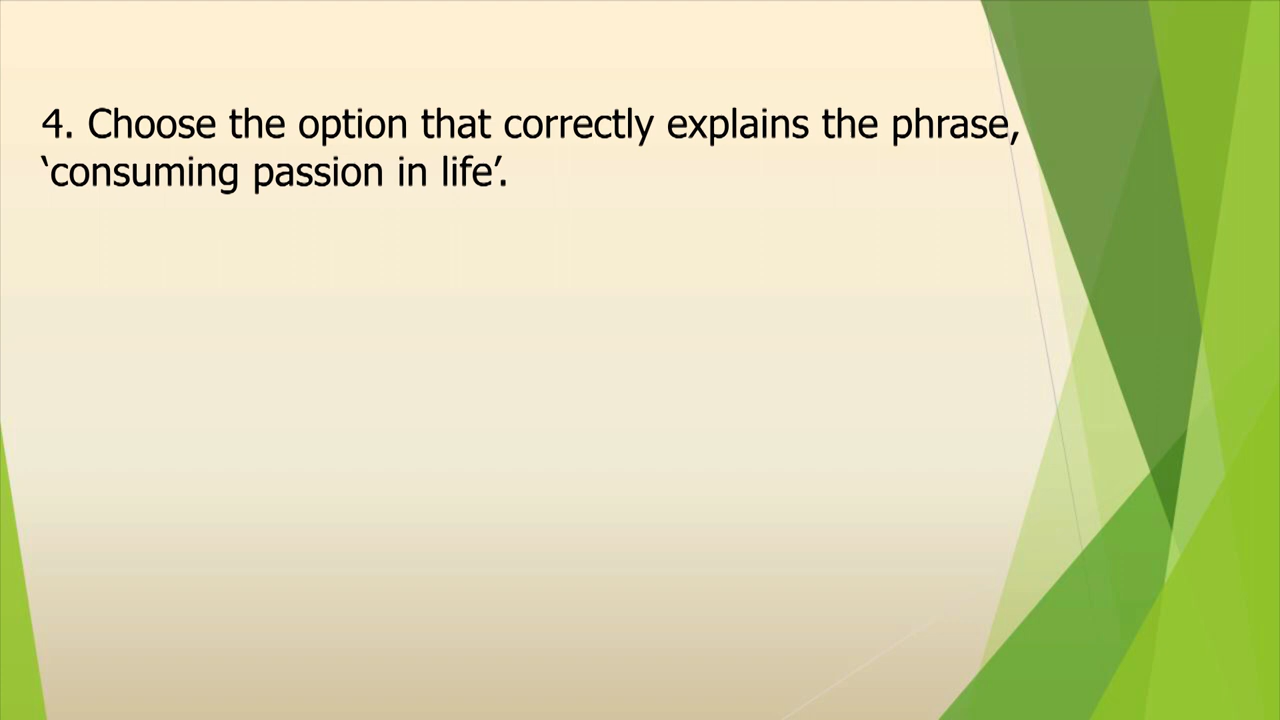 4. Choose the option that correctly explains the phrase,
‘consuming passion in life’.